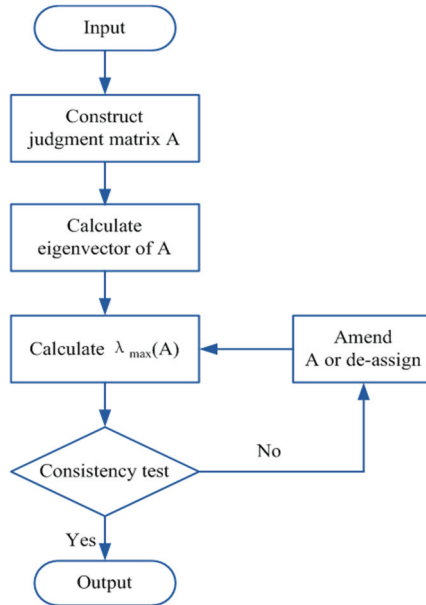 Input
Construct
judgment matrix A
Calculate
eigenvector of A
Calculate λmax(A)
Amend
A or de-assign
Consistency test
No
Yes
Output